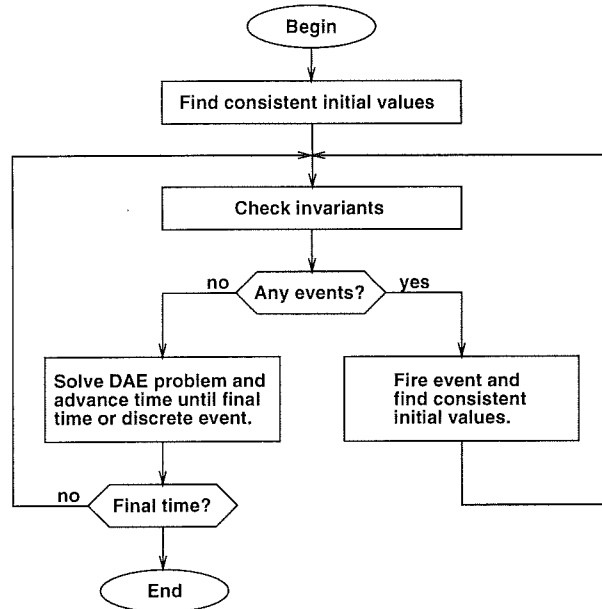 Begin
Find consistent initial values
Check invariants
no
Any events?
yes
Solve DAE problem and
advance time until final
time or discrete event.
Fire event and
find consistent
initial values.
no
Final time?
End